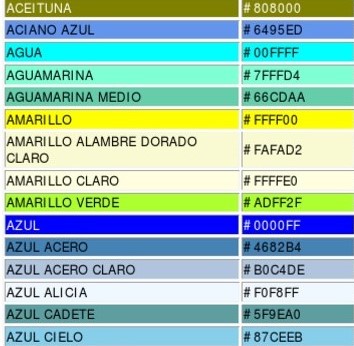 ACEITUNA # 808000
ACIANO AZUL # 6495ED
AGUA # 00FFFF
AGUAMARINA # 7FFFD4
AGUAMARINA MEDIO # 66CDAA
AMARILLO # FFFF00
AMARILLO ALAMBRE DORADO
CLARO # FAFAD2
AMARILLO CLARO # FFFFE0
AMARILLO VERDE # ADFF2F
AZUL # 0000FF
AZUL ACERO # 4682B4
AZUL ACERO CLARO # B0C4DE
AZUL ALICIA # F0F8FF
AZUL CADETE # 5F9EA0
AZUL CIELO # 87CEEB